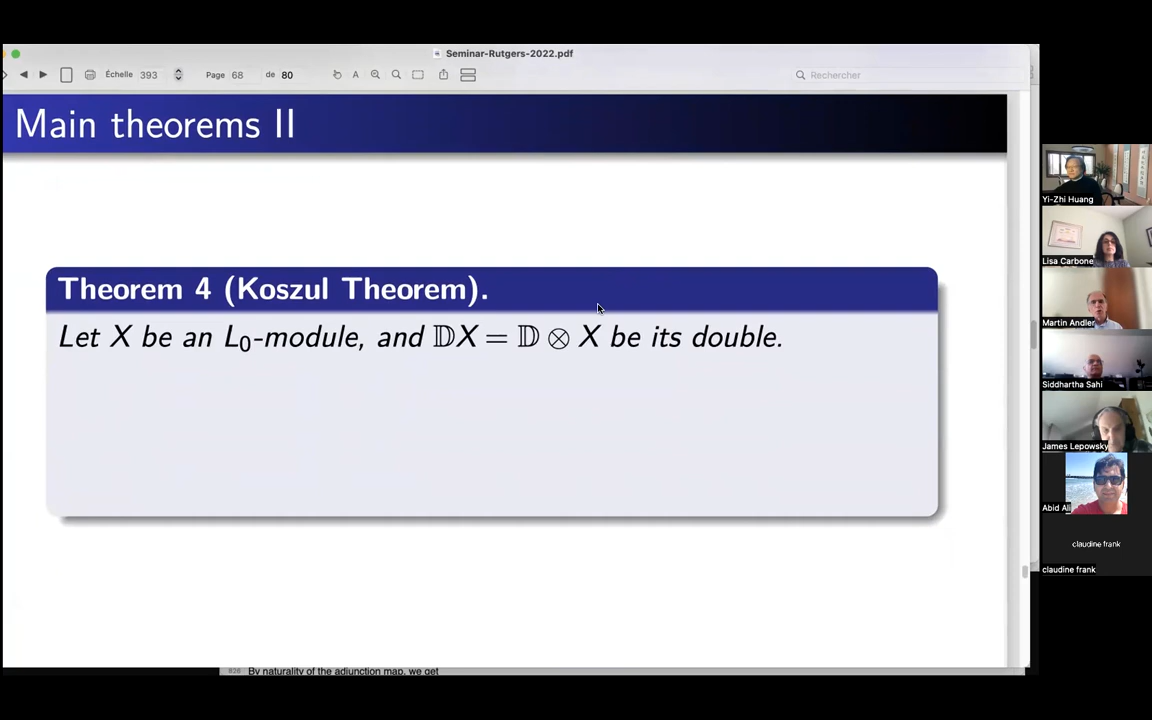 Seminar-Rutgers-2022.pdf
Échelle 393
Page 68 de 80
Rechercher
Main theorems II
Theorem 4 (Koszul Theorem).
Let X be an L₀-module, and 𝔻X = 𝔻 ⊗ X be its double.
Yi-Zhi Huang
Lisa Carbone
Martin Andler
Siddhartha Sahi
James Lepowsky
Abid Ali
claudine frank
claudine frank
By naturality of the adjunction map, we get